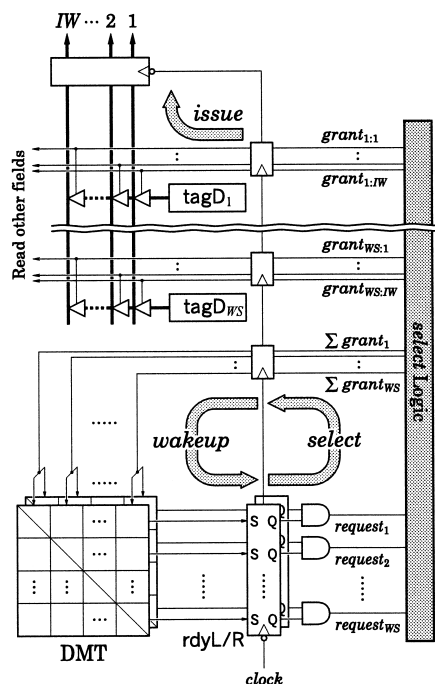 IW ··· 2 1
issue
grant1:1
grant1:IW
tagD1
Read other fields
grantWS:1
grantWS:IW
tagDWS
select Logic
Σ grant1
Σ grantWS
wakeup
select
S Q Q
request1
S Q Q
request2
S Q Q
requestWS
DMT
rdyL/R
clock